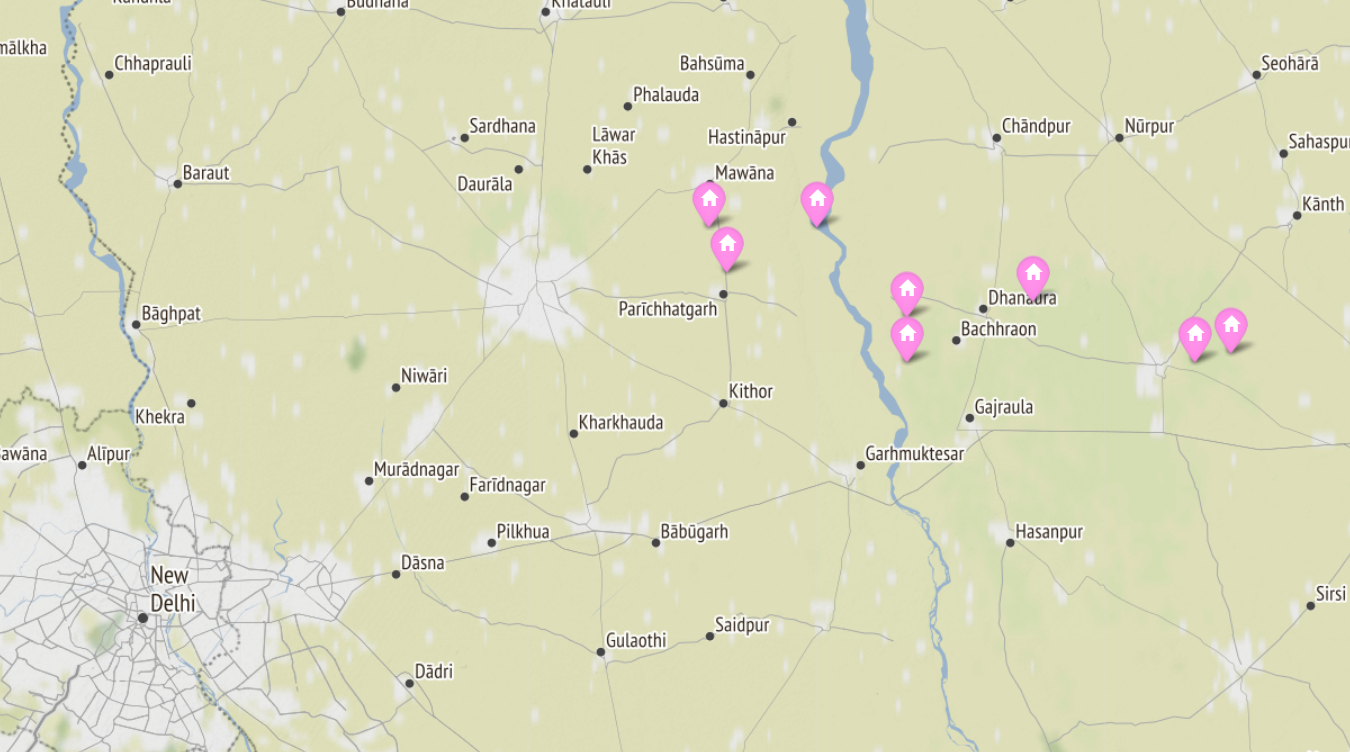 Budhana
Khatauli
mālkha
Chhaprauli
Bahsūma
Seohārā
Phalauda
Sardhana
Lāwar
Khās
Hastināpur
Chāndpur
Nūrpur
Sahaspu
Baraut
Daurāla
Mawāna
Kānth
Bāghpat
Parīchhatgarh
Dhanaura
Bachhraon
Niwāri
Kithor
Khekra
Kharkhauda
Gajraula
awāna
Alīpur
Murādnagar
Farīdnagar
Garhmuktesar
Pilkhua
Bābūgarh
Hasanpur
Dāsna
New
Delhi
Sirsi
Saidpur
Gulaothi
Dādri